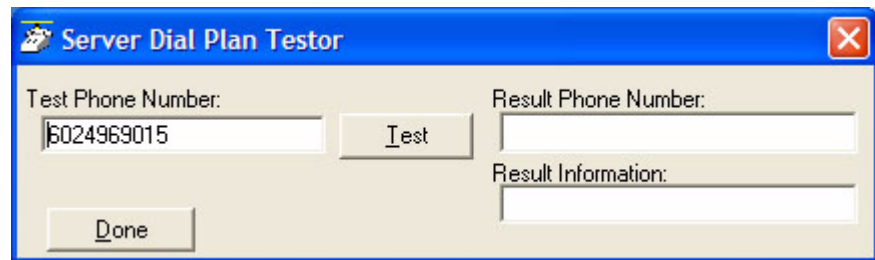 Server Dial Plan Testor
Test Phone Number:
6024969015
Test
Result Phone Number:
Result Information:
Done